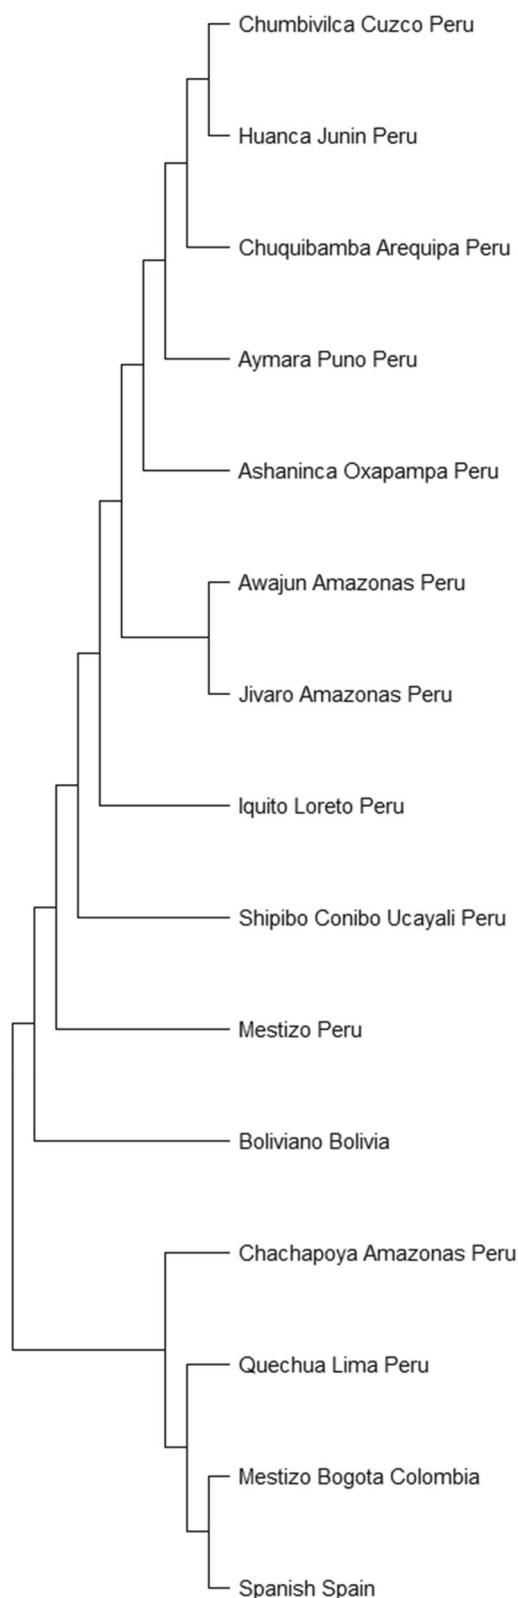 Chumbivilca Cuzco Peru
Huanca Junin Peru
Chuquibamba Arequipa Peru
Aymara Puno Peru
Ashaninca Oxapampa Peru
Awajun Amazonas Peru
Jivaro Amazonas Peru
Iquito Loreto Peru
Shipibo Conibo Ucayali Peru
Mestizo Peru
Boliviano Bolivia
Chachapoya Amazonas Peru
Quechua Lima Peru
Mestizo Bogota Colombia
Spanish Spain